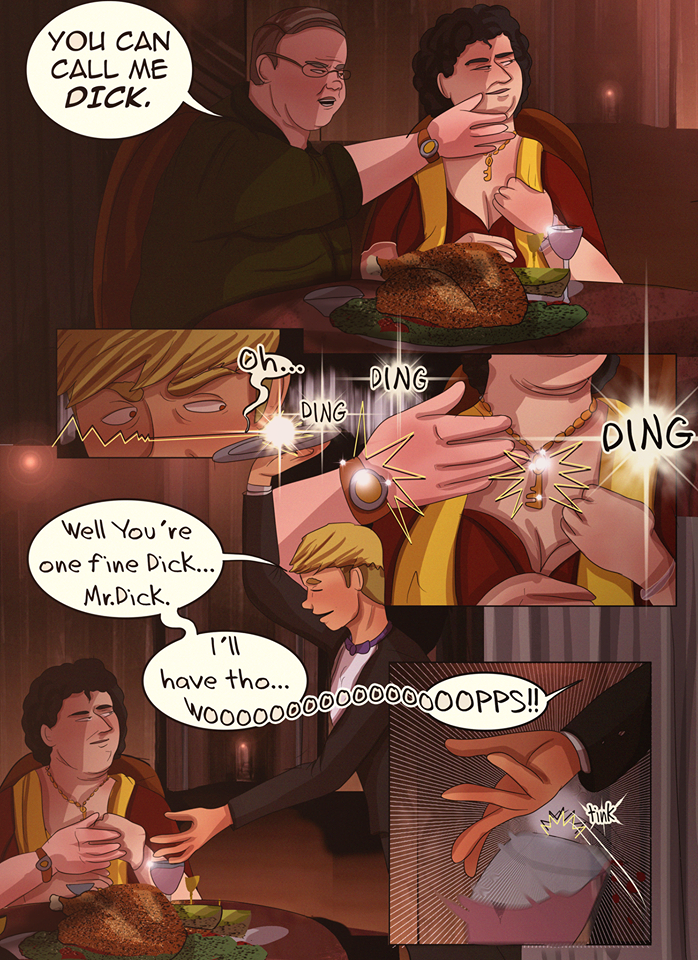 YOU CAN
CALL ME
DICK.
Oh...
DING
DING
DING
Well You're
one fine Dick...
Mr.Dick.
I'll
have tho...
WOOOOOOOOOOOOOOOOPPS!!
tink